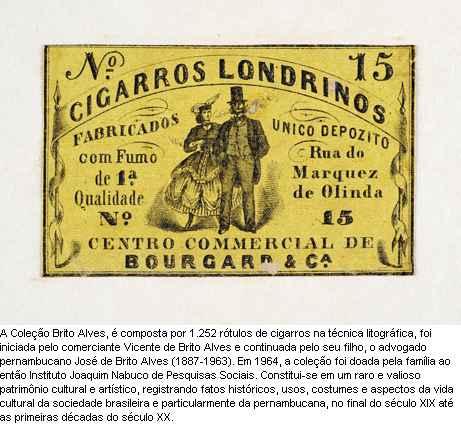 Nº 15
CIGARROS LONDRINOS
FABRICADOS
com Fumo
de 1ª
Qualidade
Nº
UNICO DEPOZITO
Rua do
Marquez
de Olinda
15
CENTRO COMMERCIAL DE
BOURGARD & Cª
A Coleção Brito Alves, é composta por 1.252 rótulos de cigarros na técnica litográfica, foi
iniciada pelo comerciante Vicente de Brito Alves e continuada pelo seu filho, o advogado
pernambucano José de Brito Alves (1887-1963). Em 1964, a coleção foi doada pela família ao
então Instituto Joaquim Nabuco de Pesquisas Sociais. Constitui-se em um raro e valioso
patrimônio cultural e artístico, registrando fatos históricos, usos, costumes e aspectos da vida
cultural da sociedade brasileira e particularmente da pernambucana, no final do século XIX até
as primeiras décadas do século XX.